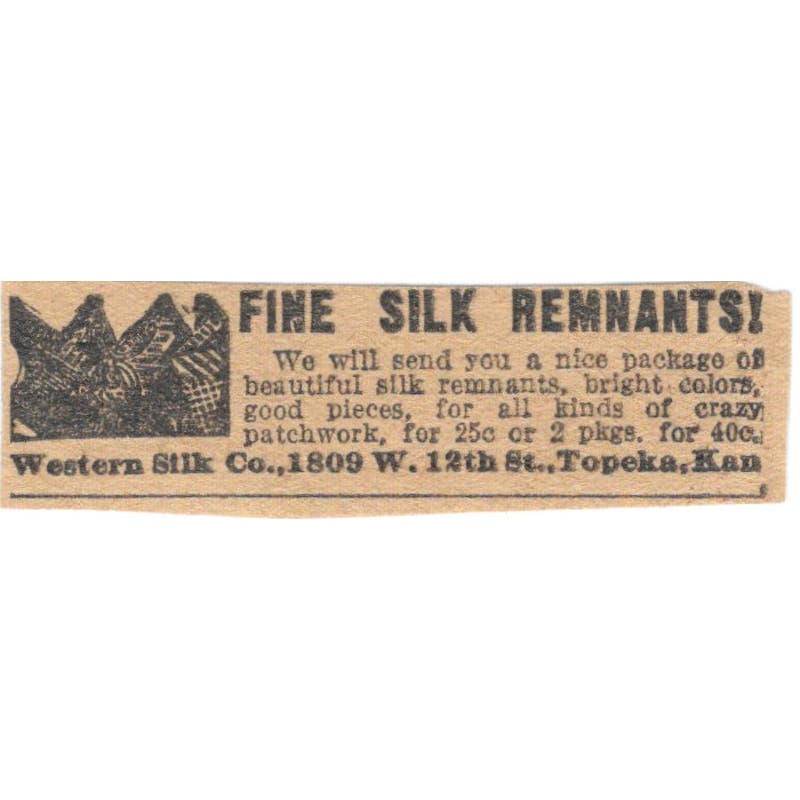 FINE SILK REMNANTS!
We will send you a nice package of
beautiful silk remnants, bright colors,
good pieces, for all kinds of crazy
patchwork, for 25c or 2 pkgs. for 40c.
Western Silk Co., 1809 W. 12th St., Topeka, Kan